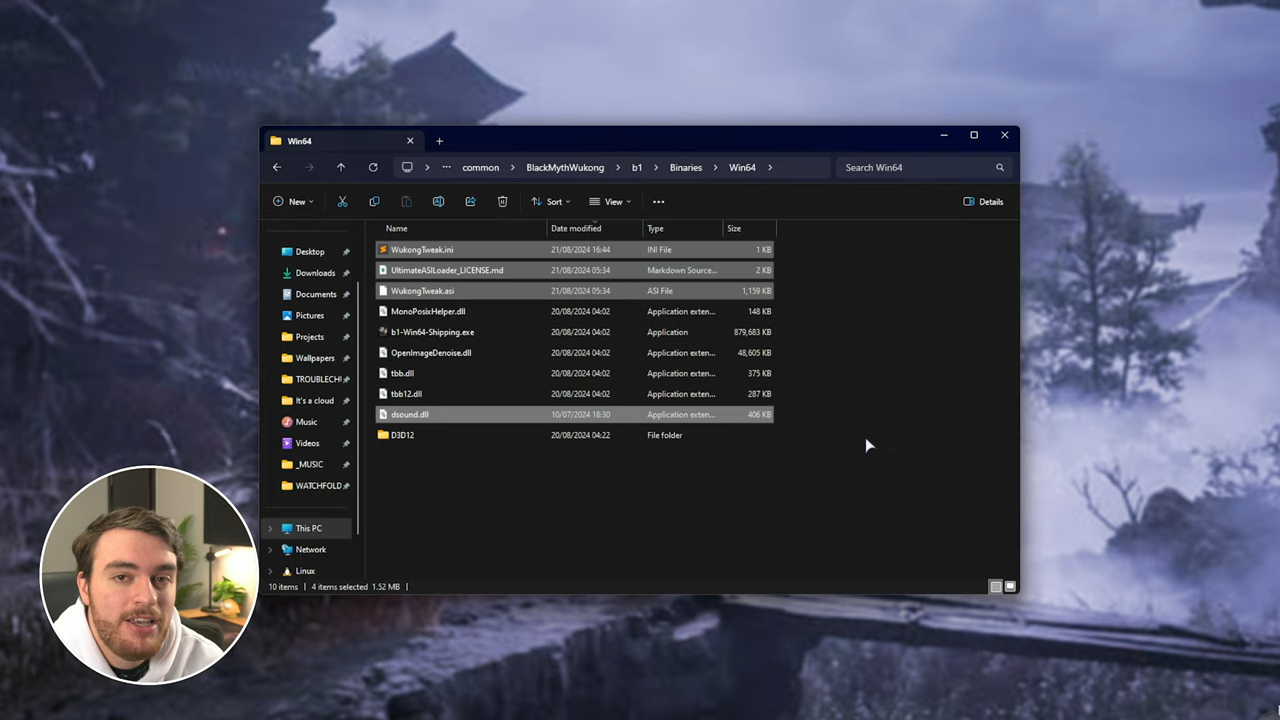 Win64
common BlackMythWukong b1 Binaries Win64
Search Win64
New Sort View Details
Name Date modified Type Size
WukongTweak.ini 21/08/2024 16:44 INI File 1 KB
UltimateASILoader_LICENSE.md 21/08/2024 05:34 Markdown Source... 2 KB
WukongTweak.asi 21/08/2024 05:34 ASI File 1,159 KB
MonoPosixHelper.dll 20/08/2024 04:02 Application exten... 148 KB
b1-Win64-Shipping.exe 20/08/2024 04:02 Application 879,683 KB
OpenImageDenoise.dll 20/08/2024 04:02 Application exten... 48,605 KB
tbb.dll 20/08/2024 04:02 Application exten... 375 KB
tbb12.dll 20/08/2024 04:02 Application exten... 287 KB
dsound.dll 10/07/2024 18:30 Application exten... 406 KB
D3D12 20/08/2024 04:22 File folder
Desktop
Downloads
Documents
Pictures
Projects
Wallpapers
TROUBLECH
It's a cloud
Music
Videos
_MUSIC
WATCHFOLD
This PC
Network
Linux
10 items 4 items selected 1.52 MB